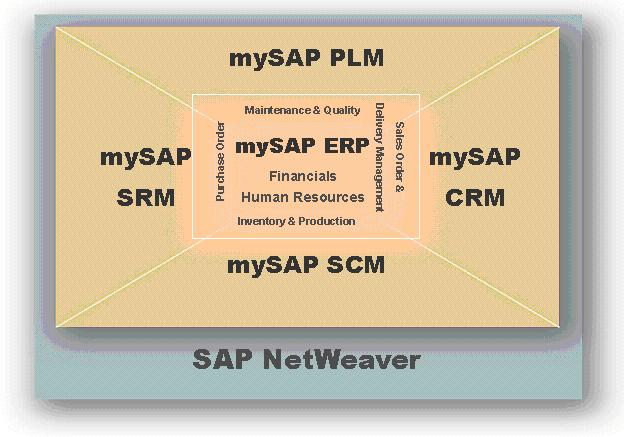 mySAP PLM
Maintenance & Quality
mySAP
SRM
Purchase Order
mySAP ERP
Financials
Human Resources
Inventory & Production
Sales Order &
Delivery Management
mySAP
CRM
mySAP SCM
SAP NetWeaver